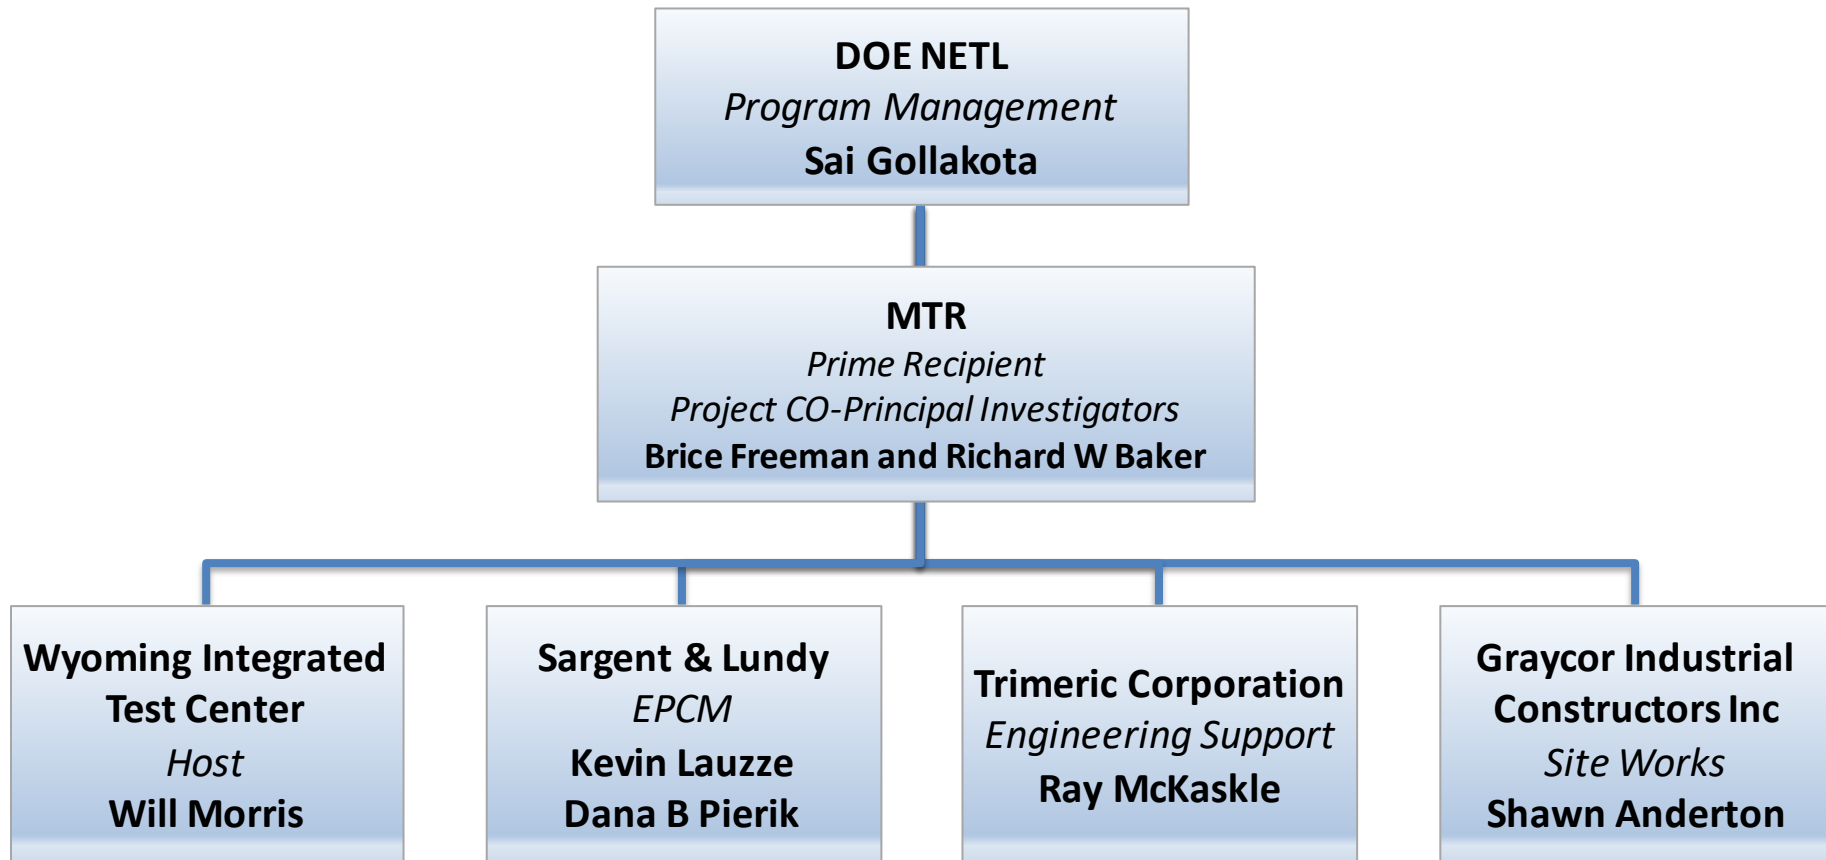 DOE NETL
Program Management
Sai Gollakota
MTR
Prime Recipient
Project CO-Principal Investigators
Brice Freeman and Richard W Baker
Wyoming Integrated
Test Center
Host
Will Morris
Sargent & Lundy
EPCM
Kevin Lauzze
Dana B Pierik
Trimeric Corporation
Engineering Support
Ray McKaskle
Graycor Industrial
Constructors Inc
Site Works
Shawn Anderton